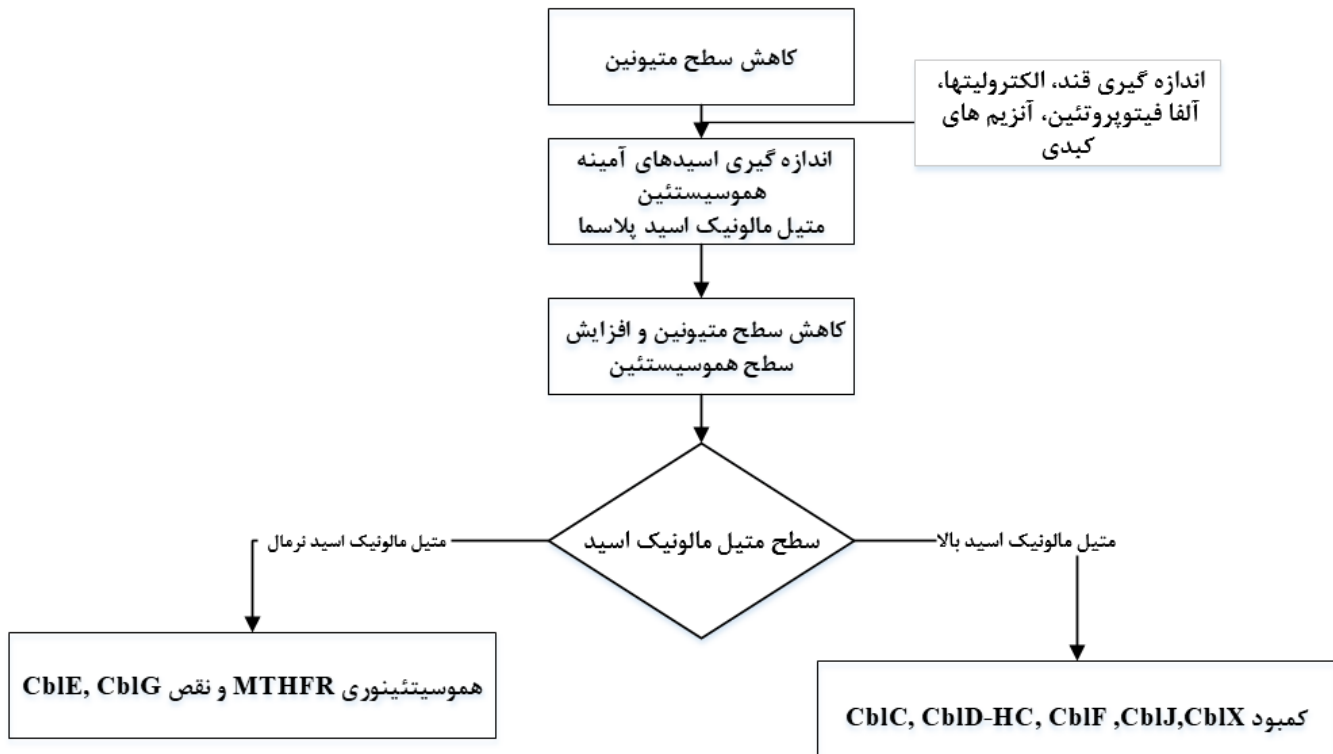 کاهش سطح متیونین
اندازه گیری قند، الکترولیتها،
آلفا فیتوپروتئین، آنزیم های
کبدی
اندازه گیری اسیدهای آمینه
هموسیستئین
متیل مالونیک اسید پلاسما
کاهش سطح متیونین و افزایش
سطح هموسیستئین
سطح متیل مالونیک اسید
متیل مالونیک اسید بالا
متیل مالونیک اسید نرمال
کمبود CblC, CblD-HC, CblF ,CblJ,CblX
هموسیتئینوری MTHFR و نقص CblE, CblG